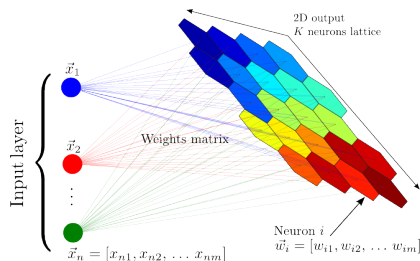 2D output
K neurons lattice
x⃗₁
Input layer
Weights matrix
x⃗₂
⋮
Neuron i
x⃗ₙ = [xₙ₁, xₙ₂, … xₙₘ]
w⃗ᵢ = [wᵢ₁, wᵢ₂, … wᵢₘ]